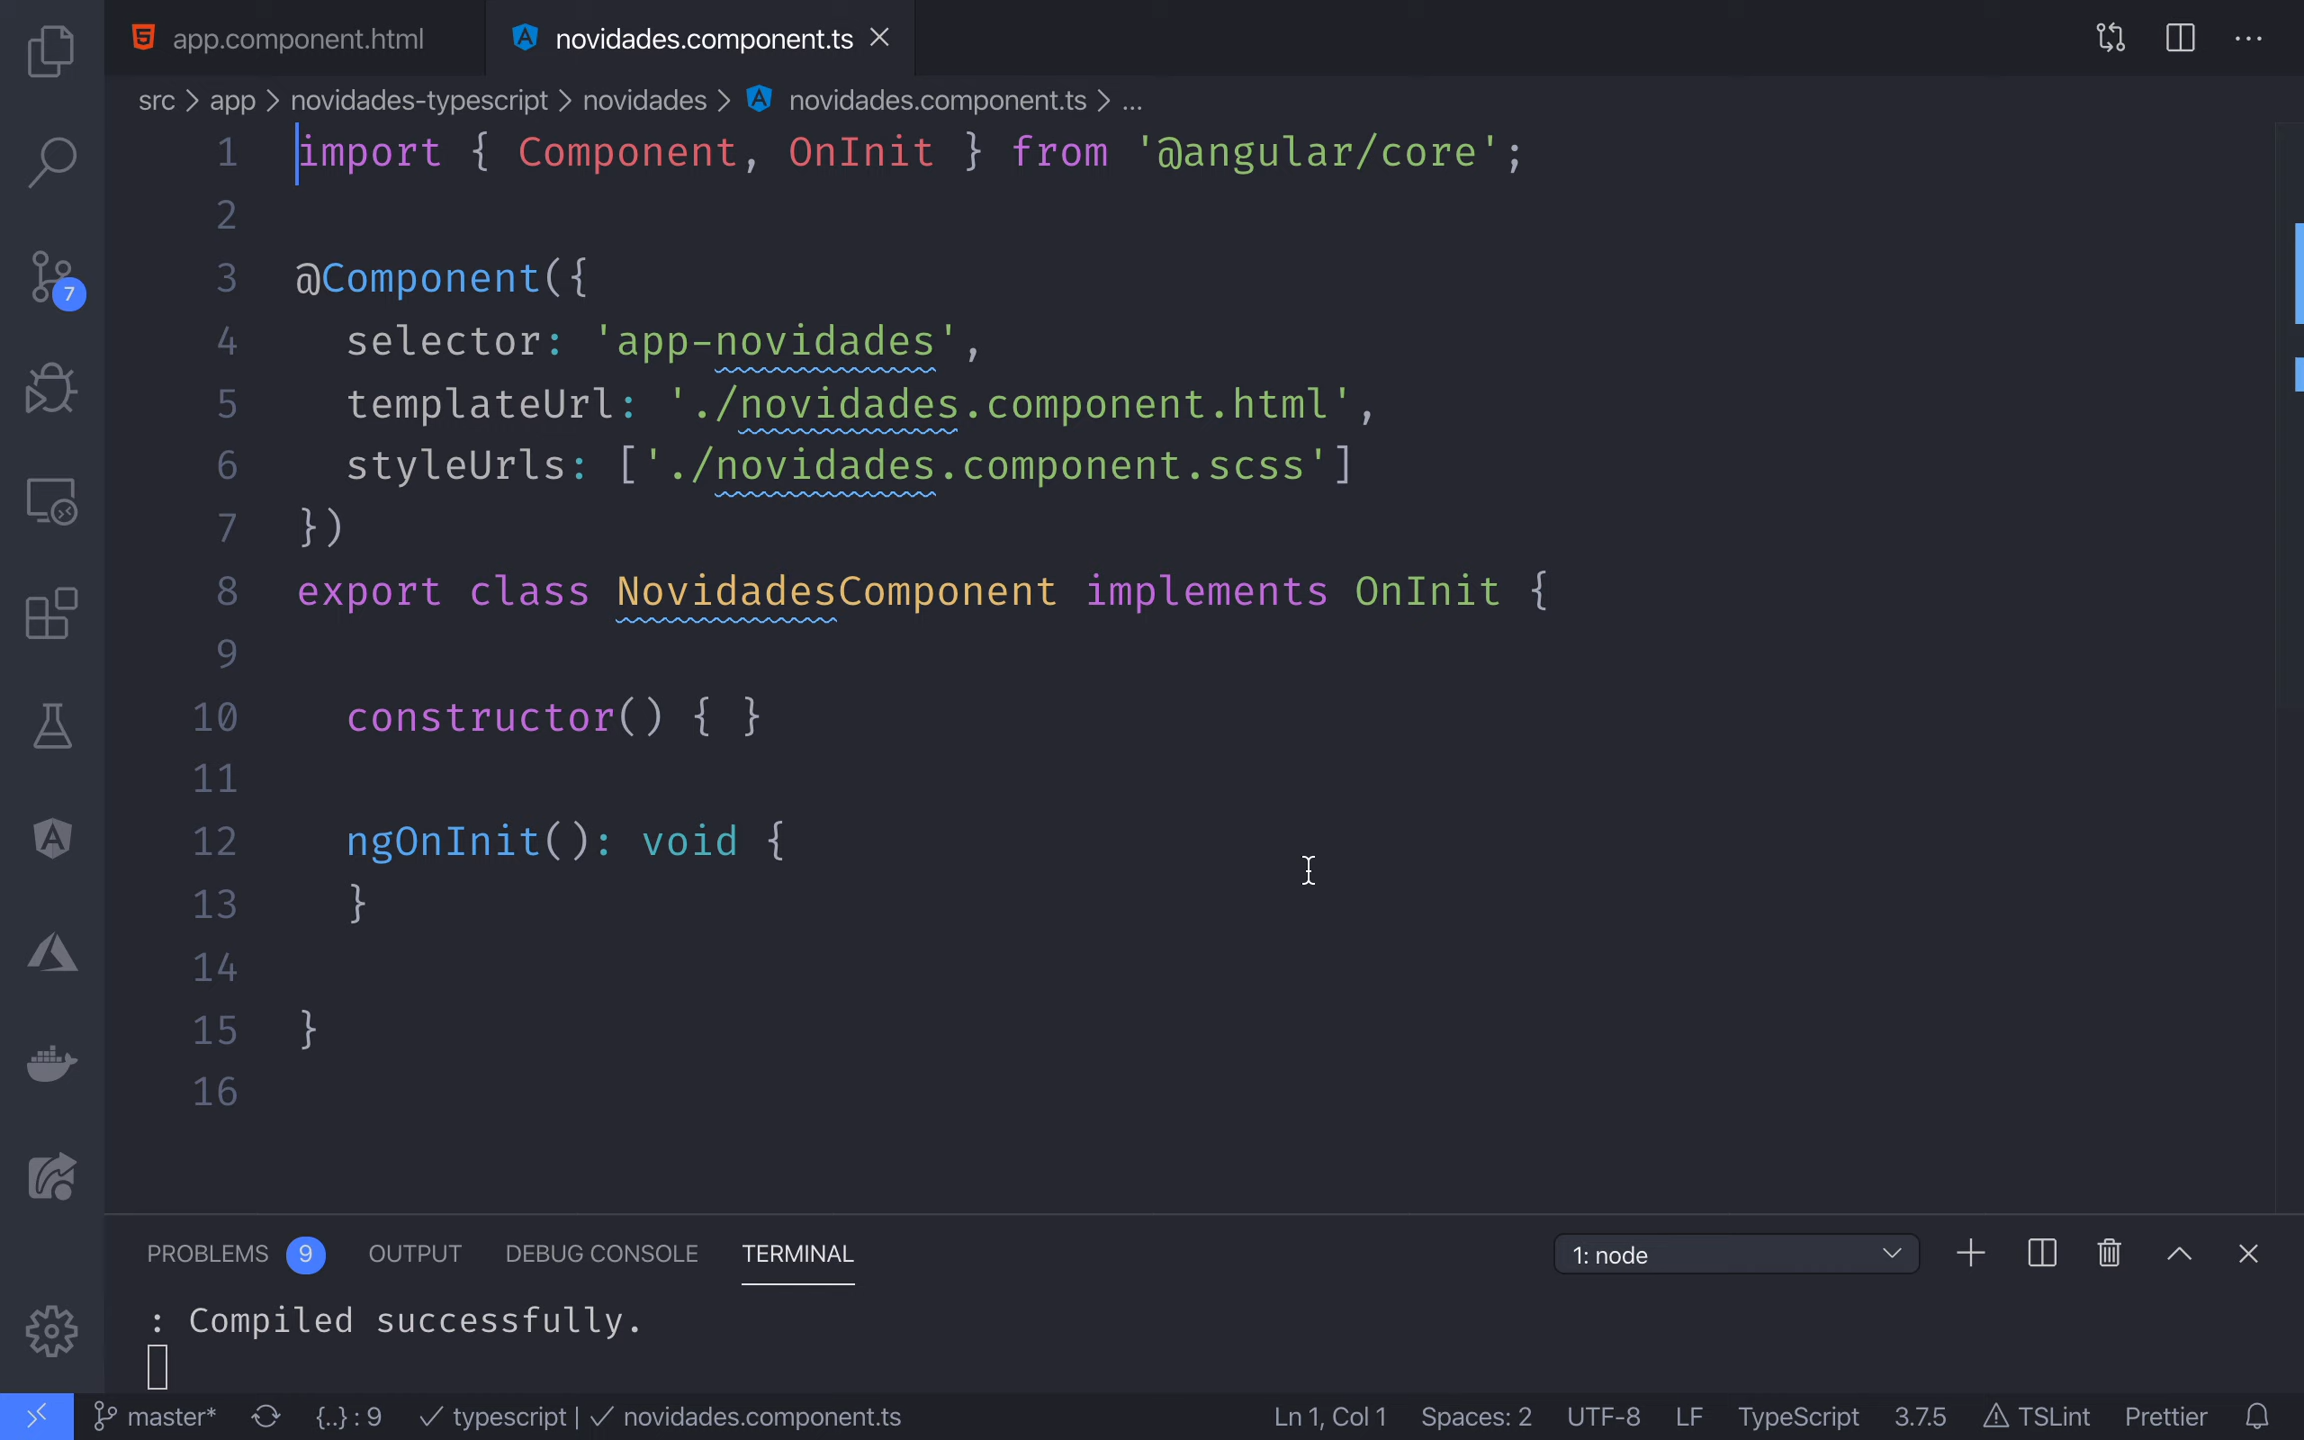 app.component.html novidades.component.ts
src > app > novidades-typescript > novidades > novidades.component.ts > ...
1 import { Component, OnInit } from '@angular/core';
2
3 @Component({
4 selector: 'app-novidades',
5 templateUrl: './novidades.component.html',
6 styleUrls: ['./novidades.component.scss']
7 })
8 export class NovidadesComponent implements OnInit {
9
10 constructor() { }
11
12 ngOnInit(): void {
13 }
14
15 }
16
7
PROBLEMS 9 OUTPUT DEBUG CONSOLE TERMINAL 1: node
: Compiled successfully.
master* {..} : 9 typescript | novidades.component.ts Ln 1, Col 1 Spaces: 2 UTF-8 LF TypeScript 3.7.5 TSLint Prettier